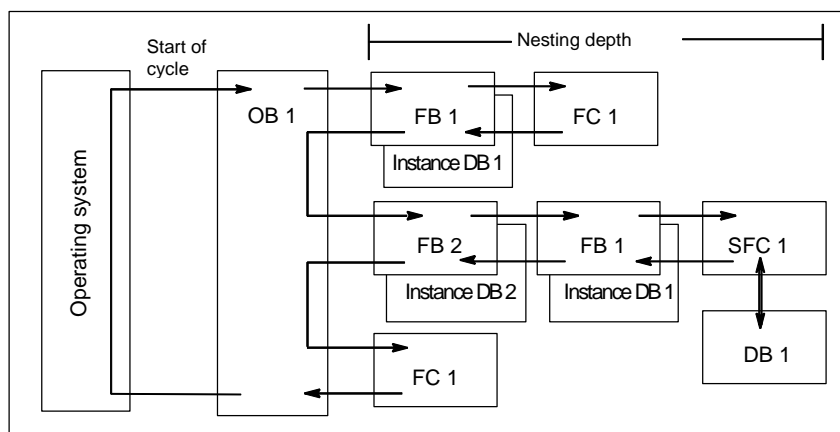 Start of
cycle
Nesting depth
Operating system
OB 1
FB 1
FC 1
Instance DB 1
FB 2
FB 1
SFC 1
Instance DB 2
Instance DB 1
DB 1
FC 1